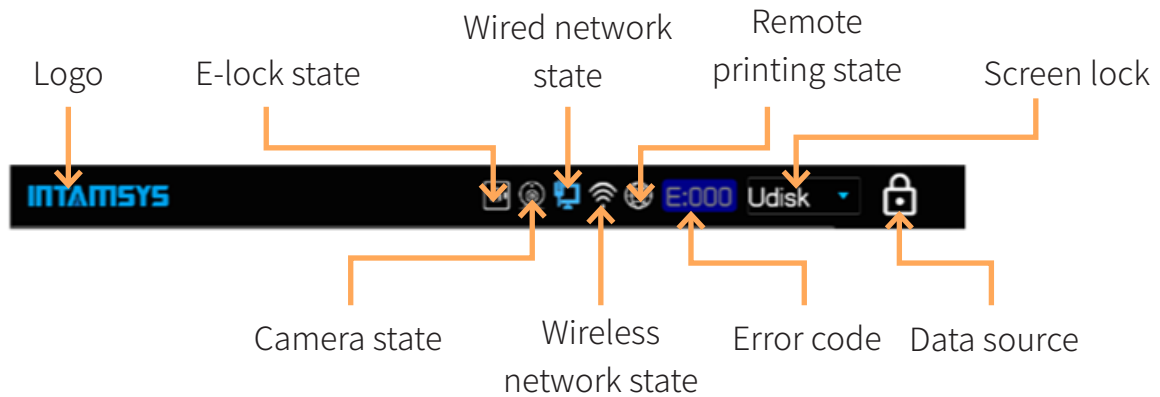 Logo
E-lock state
Wired network
state
Remote
printing state
Screen lock
INTAMSYS
E:000
Udisk
Camera state
Wireless
network state
Error code
Data source